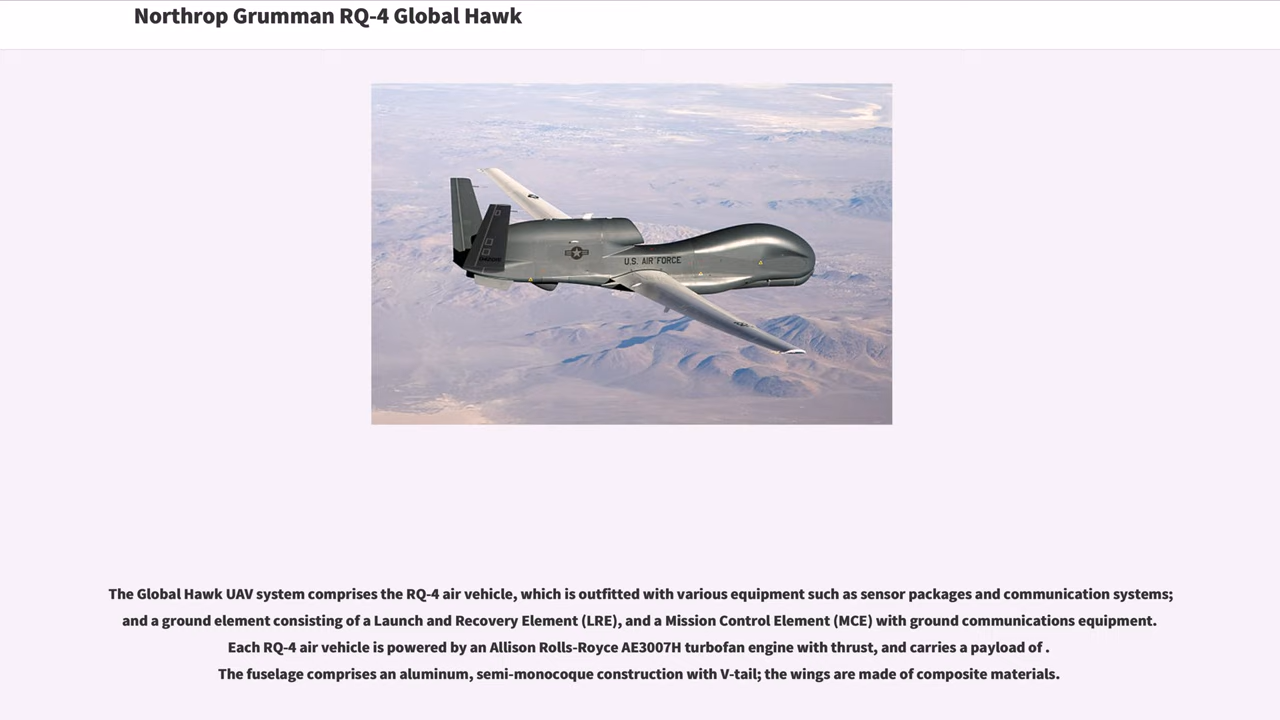 Northrop Grumman RQ-4 Global Hawk
U.S. AIR FORCE
The Global Hawk UAV system comprises the RQ-4 air vehicle, which is outfitted with various equipment such as sensor packages and communication systems;
and a ground element consisting of a Launch and Recovery Element (LRE), and a Mission Control Element (MCE) with ground communications equipment.
Each RQ-4 air vehicle is powered by an Allison Rolls-Royce AE3007H turbofan engine with thrust, and carries a payload of .
The fuselage comprises an aluminum, semi-monocoque construction with V-tail; the wings are made of composite materials.